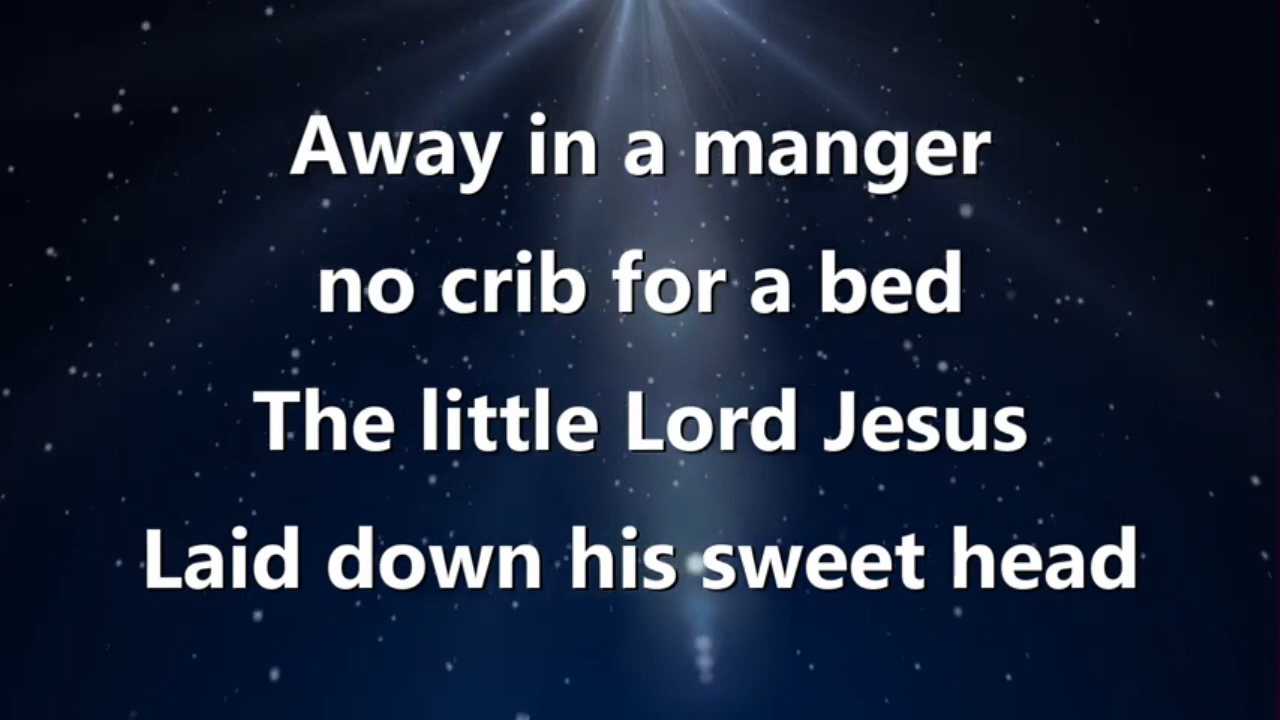 Away in a manger
no crib for a bed
The little Lord Jesus
Laid down his sweet head